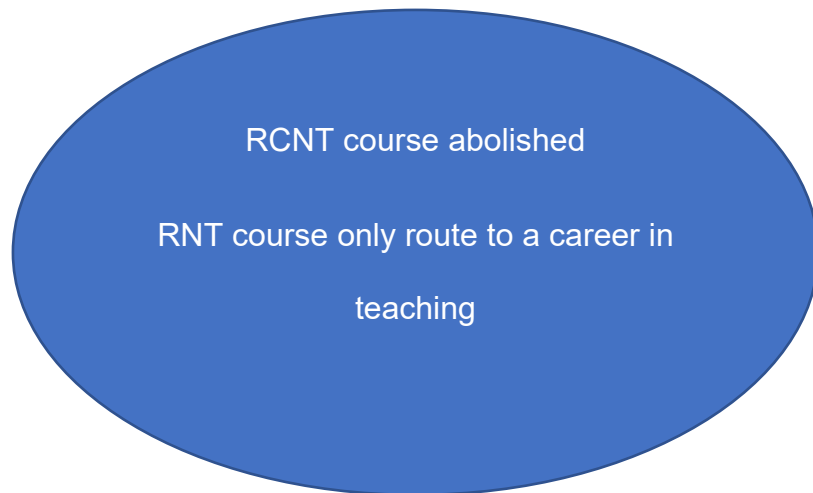 RCNT course abolished
RNT course only route to a career in
teaching